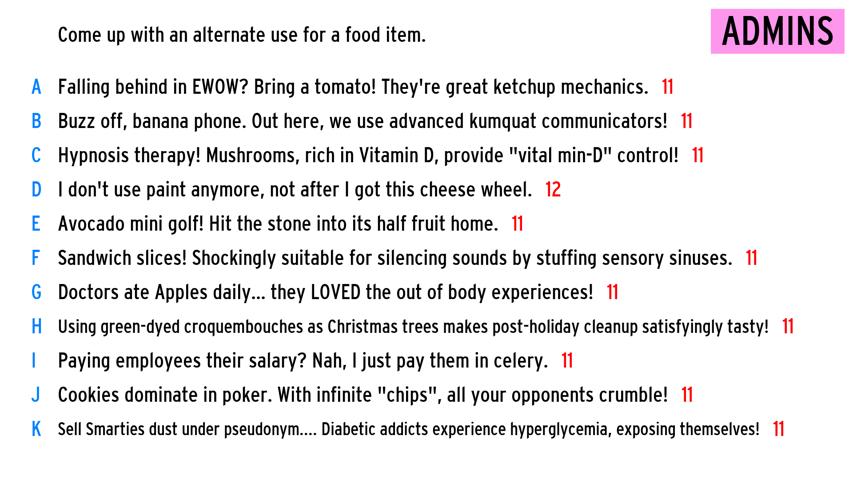 Come up with an alternate use for a food item.
ADMINS
A Falling behind in EWOW? Bring a tomato! They're great ketchup mechanics. 11
B Buzz off, banana phone. Out here, we use advanced kumquat communicators! 11
C Hypnosis therapy! Mushrooms, rich in Vitamin D, provide "vital min-D" control! 11
D I don't use paint anymore, not after I got this cheese wheel. 12
E Avocado mini golf! Hit the stone into its half fruit home. 11
F Sandwich slices! Shockingly suitable for silencing sounds by stuffing sensory sinuses. 11
G Doctors ate Apples daily... they LOVED the out of body experiences! 11
H Using green-dyed croquembouches as Christmas trees makes post-holiday cleanup satisfyingly tasty! 11
I Paying employees their salary? Nah, I just pay them in celery. 11
J Cookies dominate in poker. With infinite "chips", all your opponents crumble! 11
K Sell Smarties dust under pseudonym.... Diabetic addicts experience hyperglycemia, exposing themselves! 11